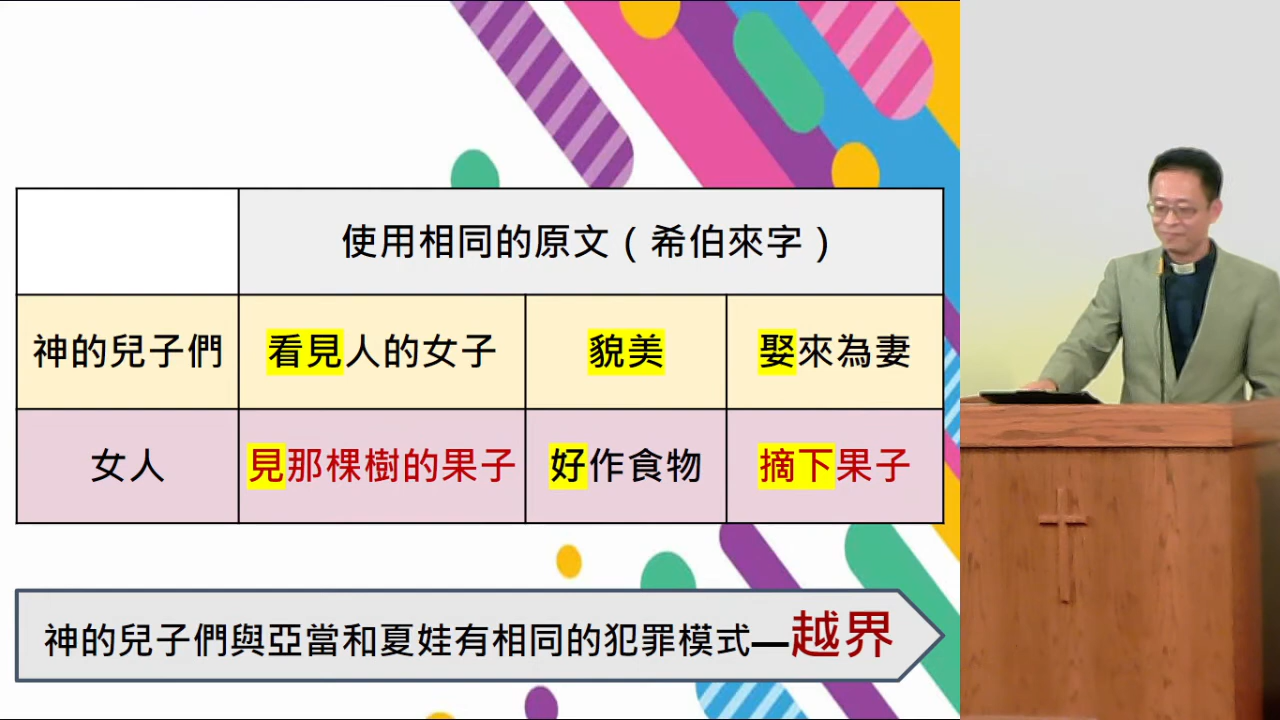 使用相同的原文（希伯來字）
神的兒子們 看見人的女子 貌美 娶來為妻
女人 見那棵樹的果子 好作食物 摘下果子
神的兒子們與亞當和夏娃有相同的犯罪模式—越界